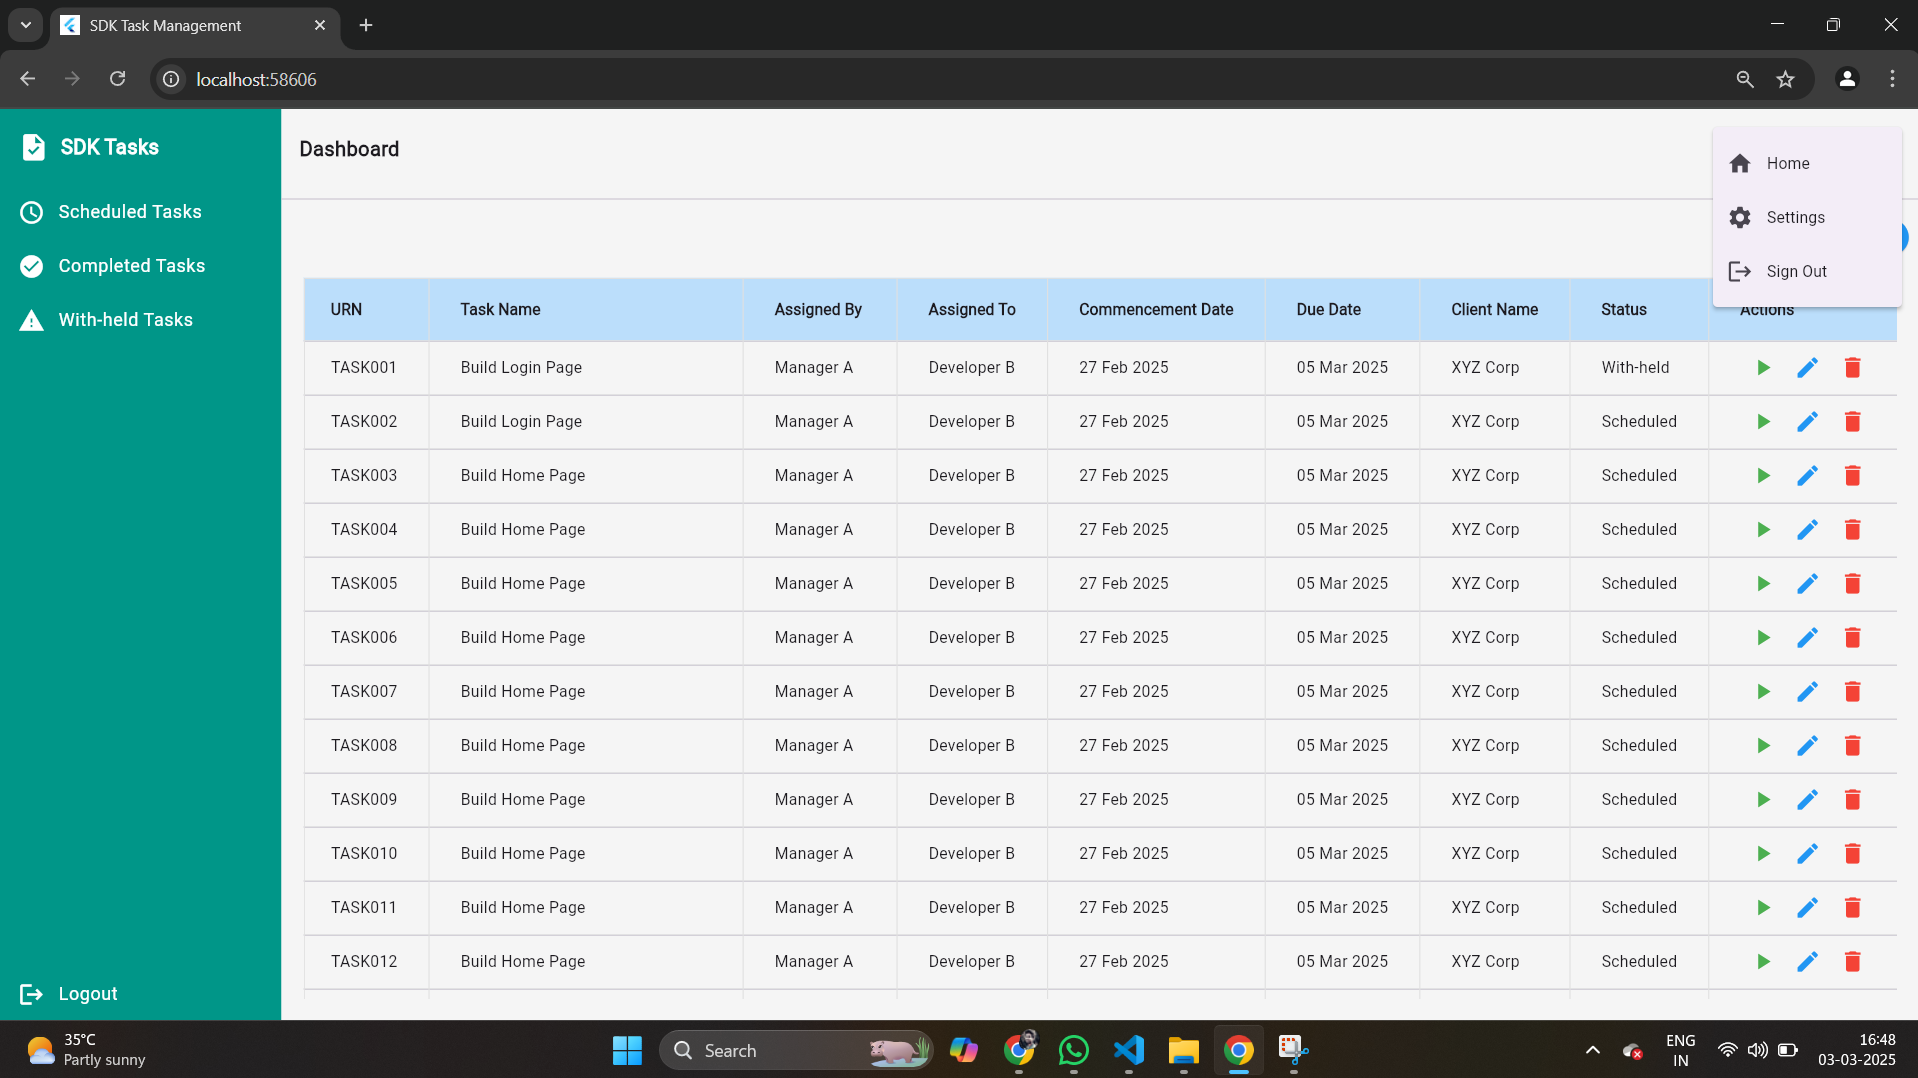 SDK Task Management
localhost:58606
SDK Tasks
Scheduled Tasks
Completed Tasks
With-held Tasks
Logout
Dashboard
Home
Settings
Sign Out
URN Task Name Assigned By Assigned To Commencement Date Due Date Client Name Status Actions
TASK001 Build Login Page Manager A Developer B 27 Feb 2025 05 Mar 2025 XYZ Corp With-held
TASK002 Build Login Page Manager A Developer B 27 Feb 2025 05 Mar 2025 XYZ Corp Scheduled
TASK003 Build Home Page Manager A Developer B 27 Feb 2025 05 Mar 2025 XYZ Corp Scheduled
TASK004 Build Home Page Manager A Developer B 27 Feb 2025 05 Mar 2025 XYZ Corp Scheduled
TASK005 Build Home Page Manager A Developer B 27 Feb 2025 05 Mar 2025 XYZ Corp Scheduled
TASK006 Build Home Page Manager A Developer B 27 Feb 2025 05 Mar 2025 XYZ Corp Scheduled
TASK007 Build Home Page Manager A Developer B 27 Feb 2025 05 Mar 2025 XYZ Corp Scheduled
TASK008 Build Home Page Manager A Developer B 27 Feb 2025 05 Mar 2025 XYZ Corp Scheduled
TASK009 Build Home Page Manager A Developer B 27 Feb 2025 05 Mar 2025 XYZ Corp Scheduled
TASK010 Build Home Page Manager A Developer B 27 Feb 2025 05 Mar 2025 XYZ Corp Scheduled
TASK011 Build Home Page Manager A Developer B 27 Feb 2025 05 Mar 2025 XYZ Corp Scheduled
TASK012 Build Home Page Manager A Developer B 27 Feb 2025 05 Mar 2025 XYZ Corp Scheduled
35°C
Partly sunny
Search
ENG
IN
16:48
03-03-2025